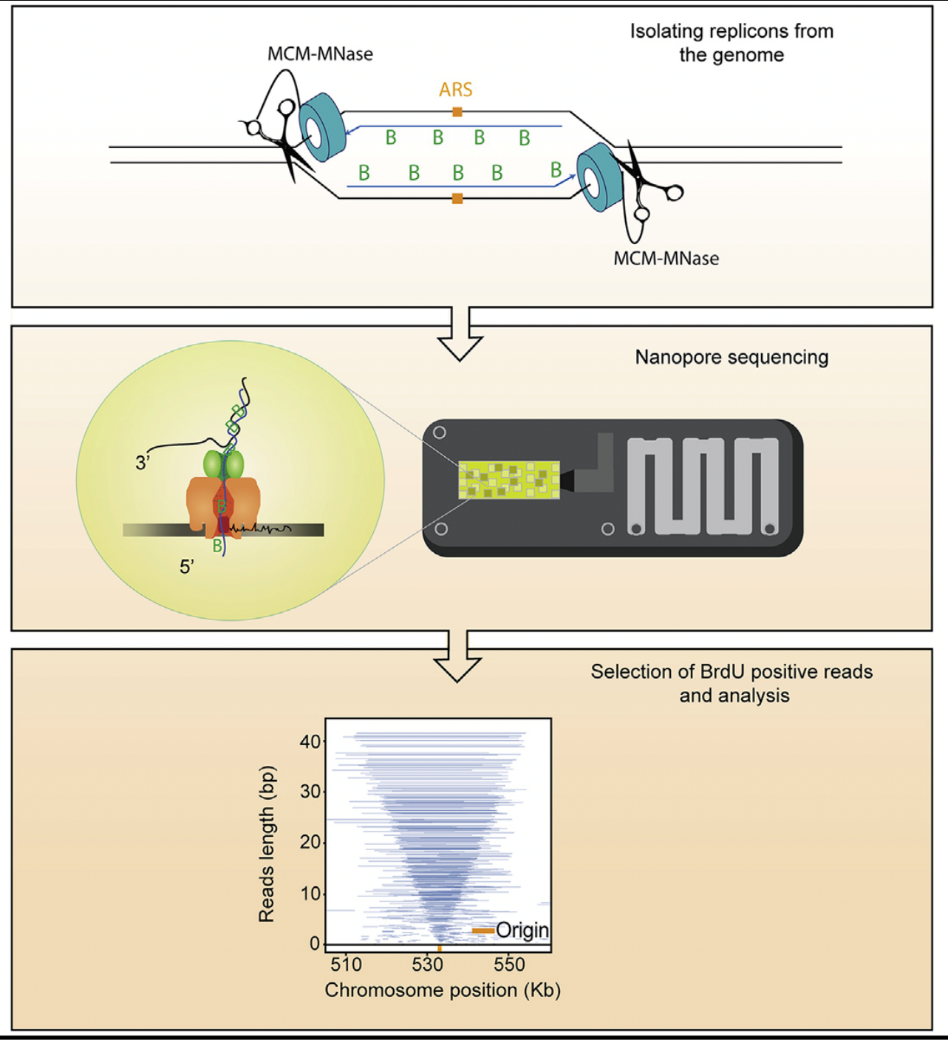 Isolating replicons from
the genome
MCM-MNase
ARS
B B B B
B B B B B
MCM-MNase
Nanopore sequencing
3’
B
B
5’
Selection of BrdU positive reads
and analysis
Reads length (bp)
40
30
20
10
0
Origin
510 530 550
Chromosome position (Kb)